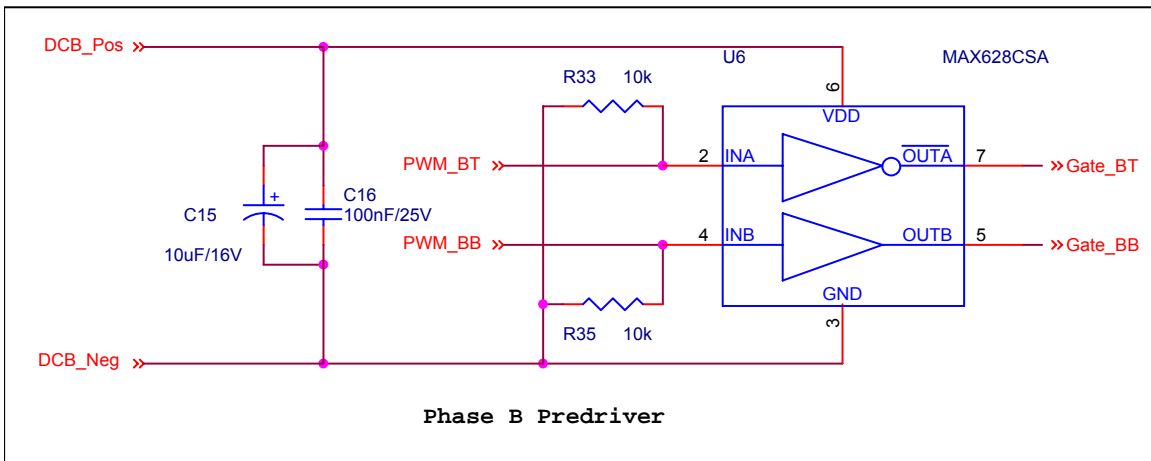 DCB_Pos
U6
MAX628CSA
R33 10k
6
VDD
PWM_BT
2
INA
OUTA
7
Gate_BT
C16
100nF/25V
+
C15
10uF/16V
PWM_BB
4
INB
OUTB
5
Gate_BB
GND
R35 10k
3
DCB_Neg
Phase B Predriver